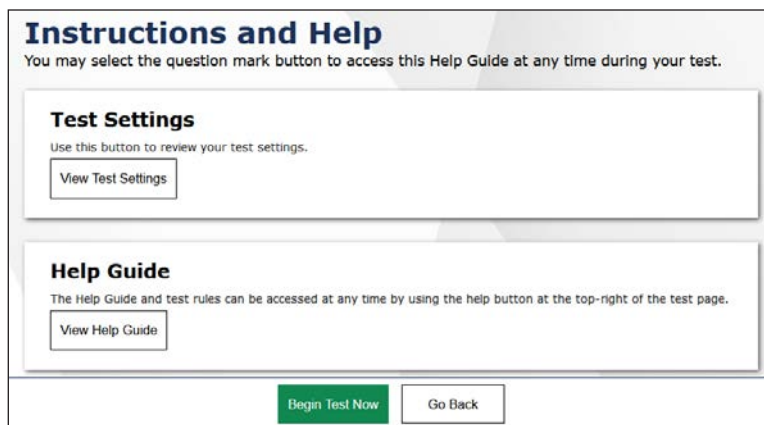 Instructions and Help
You may select the question mark button to access this Help Guide at any time during your test.
Test Settings
Use this button to review your test settings.
View Test Settings
Help Guide
The Help Guide and test rules can be accessed at any time by using the help button at the top-right of the test page.
View Help Guide
Begin Test Now
Go Back